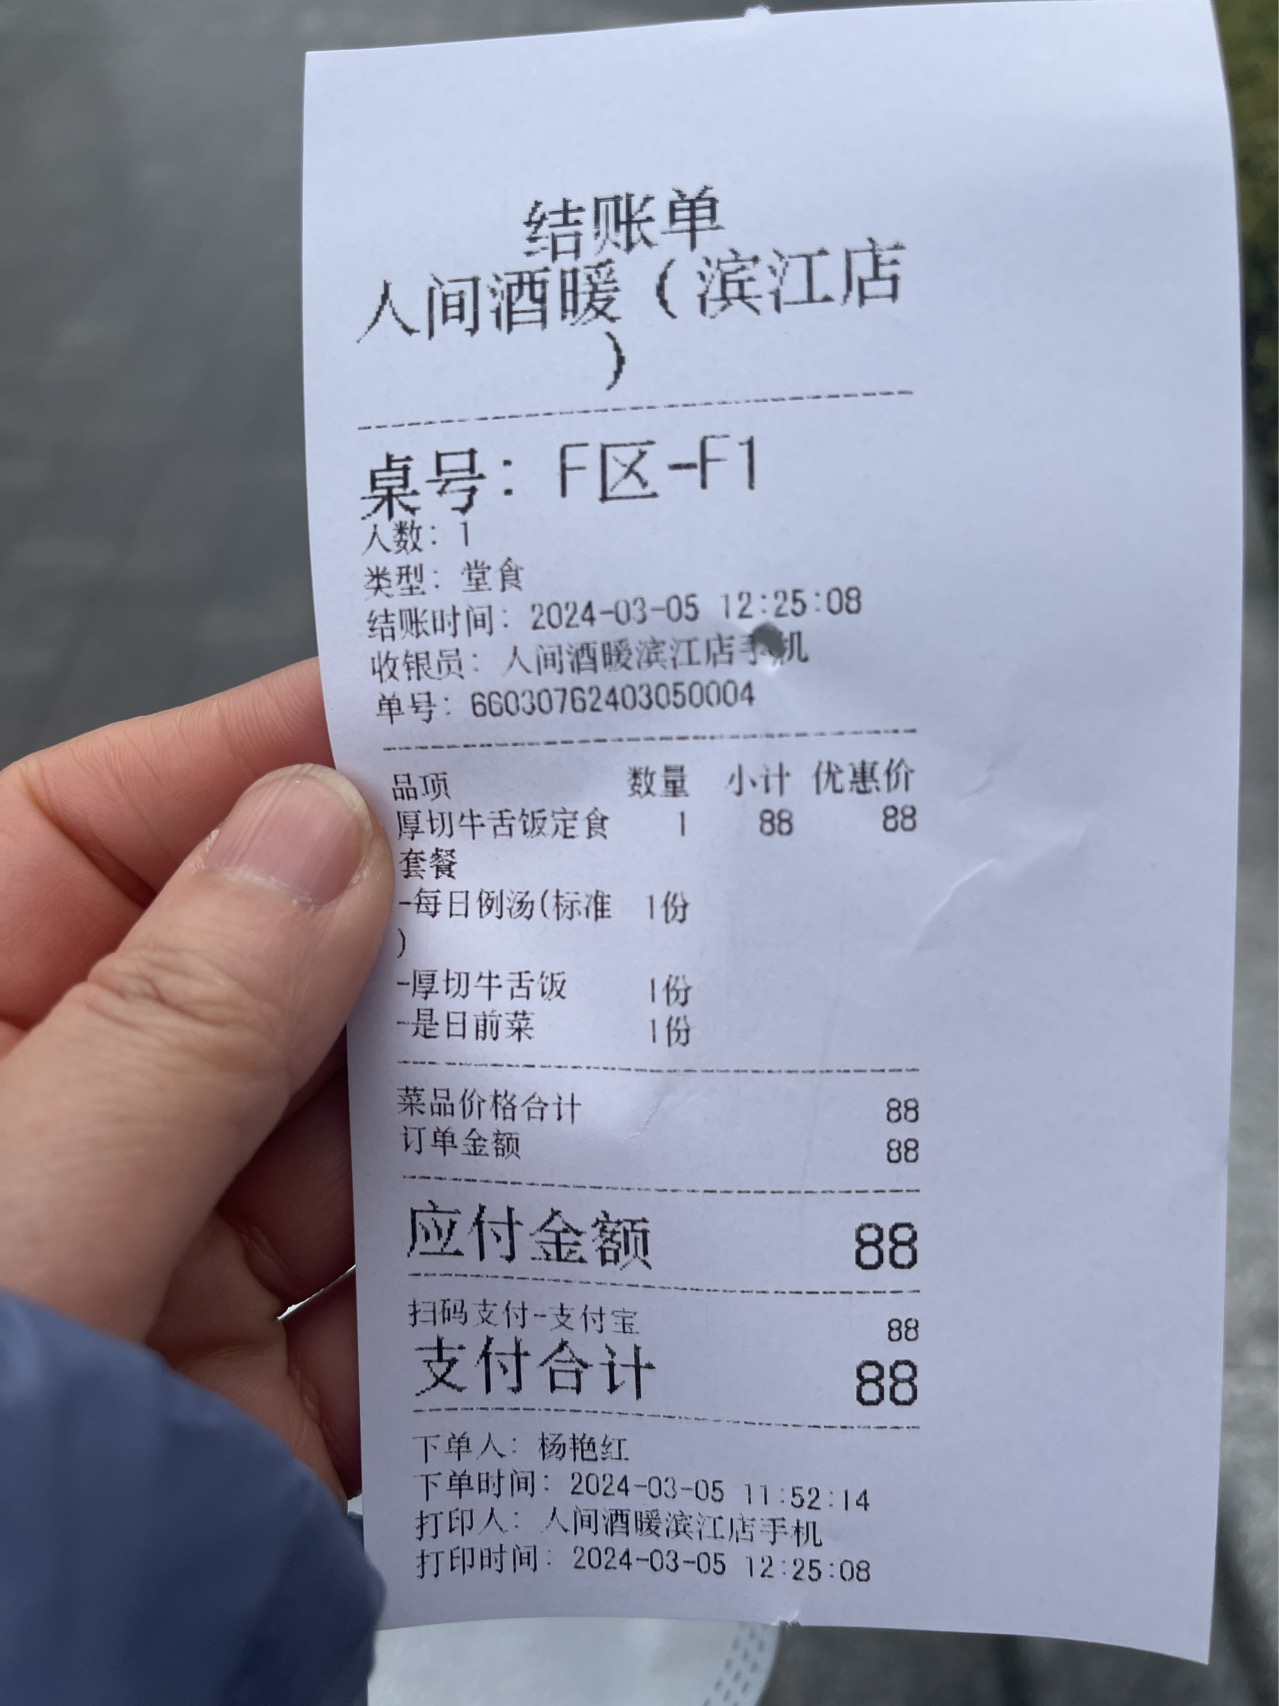 结账单
人间酒暖(滨江店
)
桌号: F区-F1
人数: 1
类型: 堂食
结账时间: 2024-03-05 12:25:08
收银员: 人间酒暖滨江店手机
单号: 66030762403050004
品项 数量 小计 优惠价
厚切牛舌饭定食 1 88 88
套餐
-每日例汤(标准 1份
)
-厚切牛舌饭 1份
-是日前菜 1份
菜品价格合计 88
订单金额 88
应付金额 88
扫码支付-支付宝 88
支付合计 88
下单人: 杨艳红
下单时间: 2024-03-05 11:52:14
打印人: 人间酒暖滨江店手机
打印时间: 2024-03-05 12:25:08